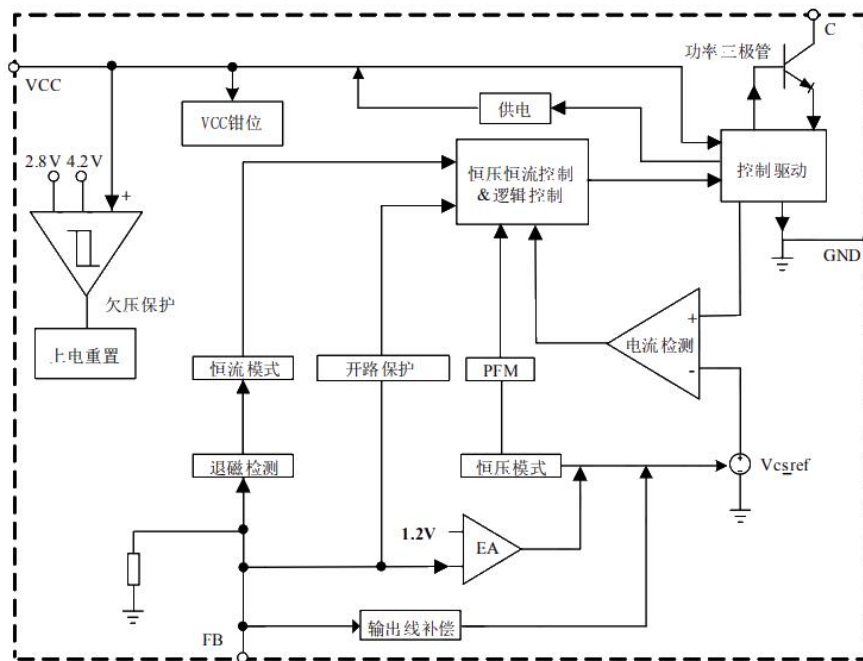 C
功率三极管
VCC
VCC钳位
供电
2.8V 4.2V
+
恒压恒流控制
&逻辑控制
控制驱动
GND
欠压保护
上电重置
恒流模式
开路保护
PFM
+
电流检测
-
退磁检测
恒压模式
Vcsref
1.2V
EA
FB
输出线补偿